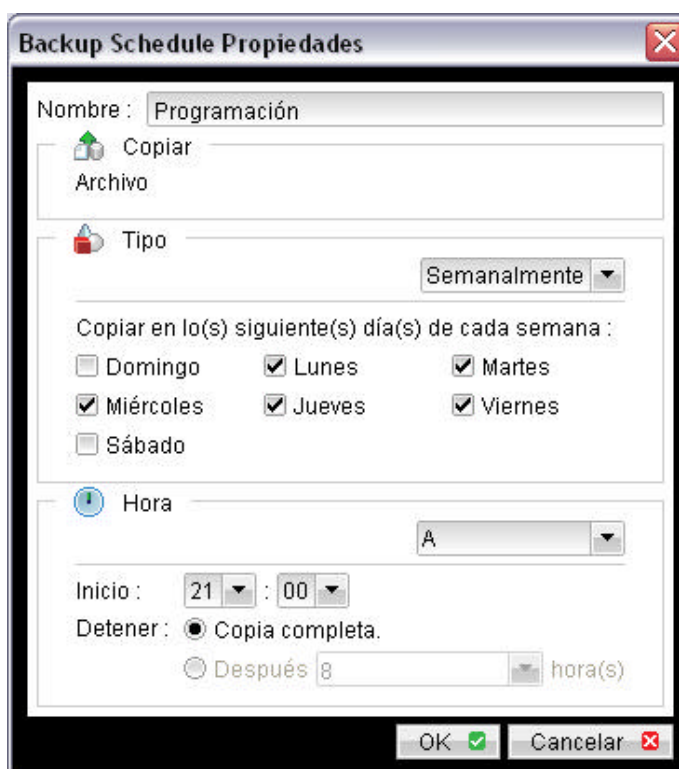 Backup Schedule Propiedades
Nombre : Programación
Copiar
Archivo
Tipo
Semanalmente
Copiar en lo(s) siguiente(s) día(s) de cada semana :
Domingo Lunes Martes
Miércoles Jueves Viernes
Sábado
Hora
A
Inicio : 21 : 00
Detener : Copia completa.
Después 8 hora(s)
OK Cancelar